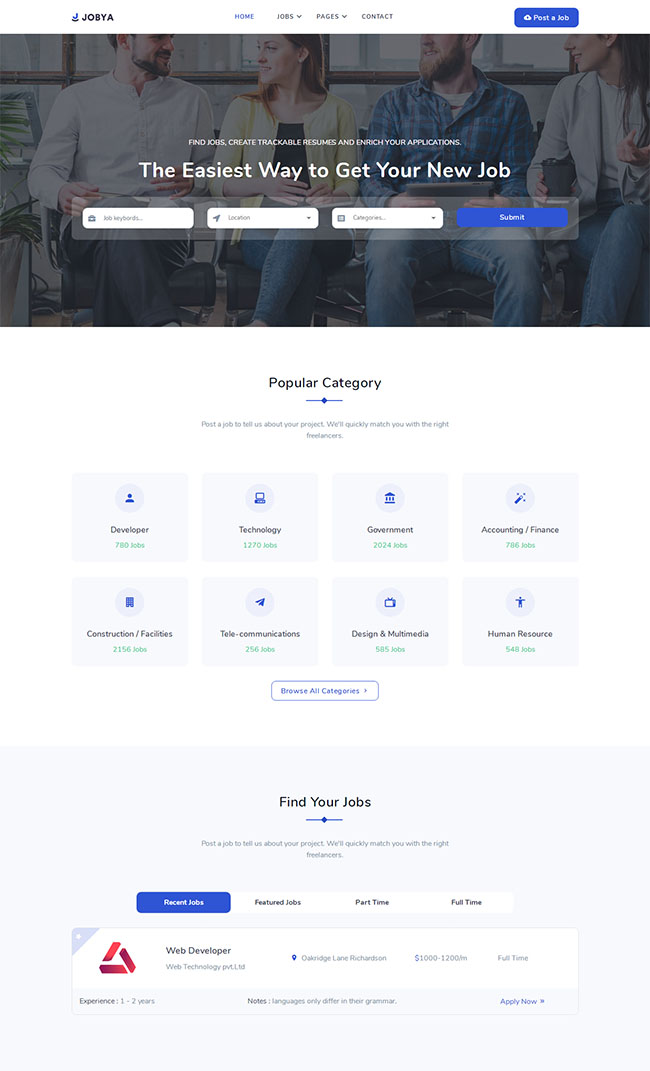 JOBYA
HOME JOBS PAGES CONTACT
Post a Job
FIND JOBS, CREATE TRACKABLE RESUMES AND ENRICH YOUR APPLICATIONS.
The Easiest Way to Get Your New Job
Job keybords... Location Categories... Submit
Popular Category
Post a job to tell us about your project. We'll quickly match you with the right
freelancers.
Developer Technology Government Accounting / Finance
780 Jobs 1270 Jobs 2024 Jobs 786 Jobs
Construction / Facilities Tele-communications Design & Multimedia Human Resource
2156 Jobs 256 Jobs 585 Jobs 548 Jobs
Browse All Categories
Find Your Jobs
Post a job to tell us about your project. We'll quickly match you with the right
freelancers.
Recent Jobs Featured Jobs Part Time Full Time
Web Developer
Web Technology pvt.Ltd
Oakridge Lane Richardson $1000-1200/m Full Time
Experience : 1 - 2 years Notes : languages only differ in their grammar. Apply Now